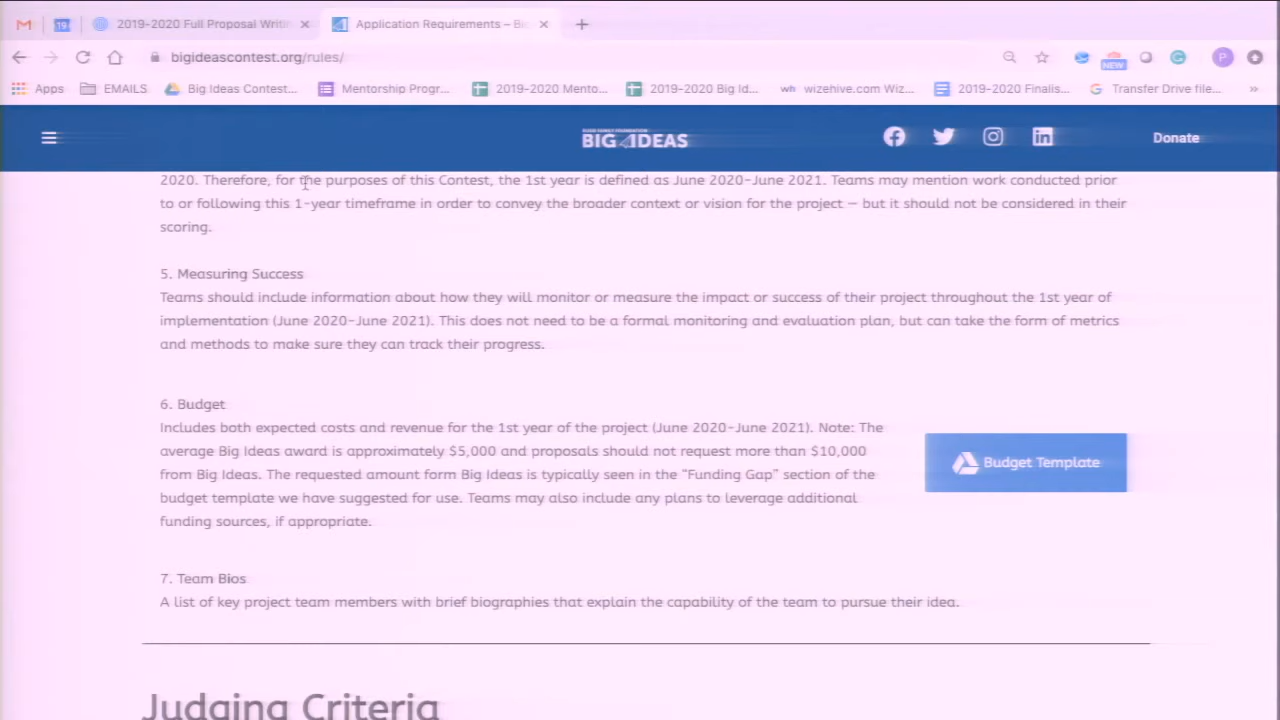 2019-2020 Full Proposal Writi
Application Requirements – B
bigideascontest.org/rules/
NEW
P
Apps
EMAILS
Big Ideas Contest...
Mentorship Progr...
2019-2020 Mento...
2019-2020 Big Id...
wh wizehive.com Wiz...
2019-2020 Finalis...
Transfer Drive file...
»
BIG IDEAS
Donate
2020. Therefore, for the purposes of this Contest, the 1st year is defined as June 2020-June 2021. Teams may mention work conducted prior
to or following this 1-year timeframe in order to convey the broader context or vision for the project — but it should not be considered in their
scoring.
5. Measuring Success
Teams should include information about how they will monitor or measure the impact or success of their project throughout the 1st year of
implementation (June 2020-June 2021). This does not need to be a formal monitoring and evaluation plan, but can take the form of metrics
and methods to make sure they can track their progress.
6. Budget
Includes both expected costs and revenue for the 1st year of the project (June 2020-June 2021). Note: The
average Big Ideas award is approximately $5,000 and proposals should not request more than $10,000
from Big Ideas. The requested amount form Big Ideas is typically seen in the "Funding Gap" section of the
budget template we have suggested for use. Teams may also include any plans to leverage additional
funding sources, if appropriate.
Budget Template
7. Team Bios
A list of key project team members with brief biographies that explain the capability of the team to pursue their idea.
Judging Criteria